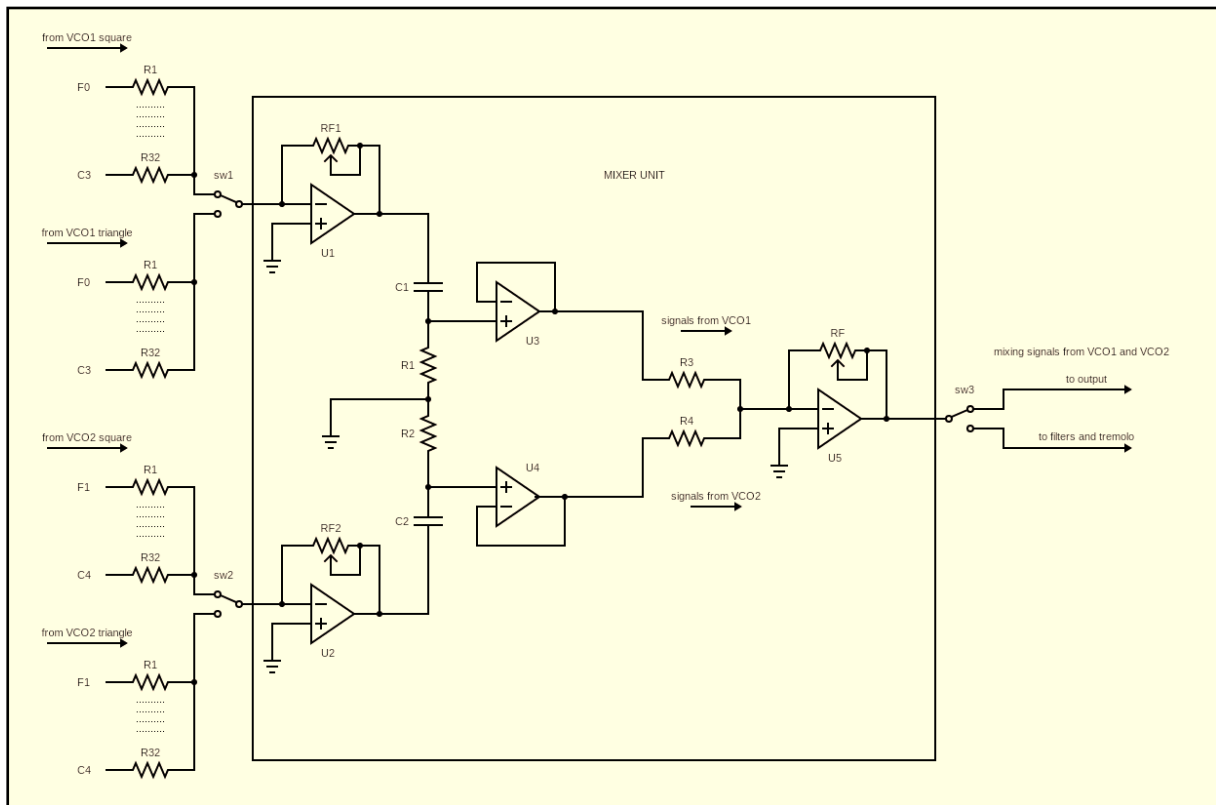 from VCO1 square
R1
F0
R32
C3
sw1
from VCO1 triangle
R1
F0
R32
C3
from VCO2 square
R1
F1
R32
C4
sw2
from VCO2 triangle
R1
F1
R32
C4
MIXER UNIT
RF1
U1
C1
U3
R1
R2
U4
C2
RF2
U2
signals from VCO1
R3
R4
signals from VCO2
RF
U5
sw3
mixing signals from VCO1 and VCO2
to output
to filters and tremolo